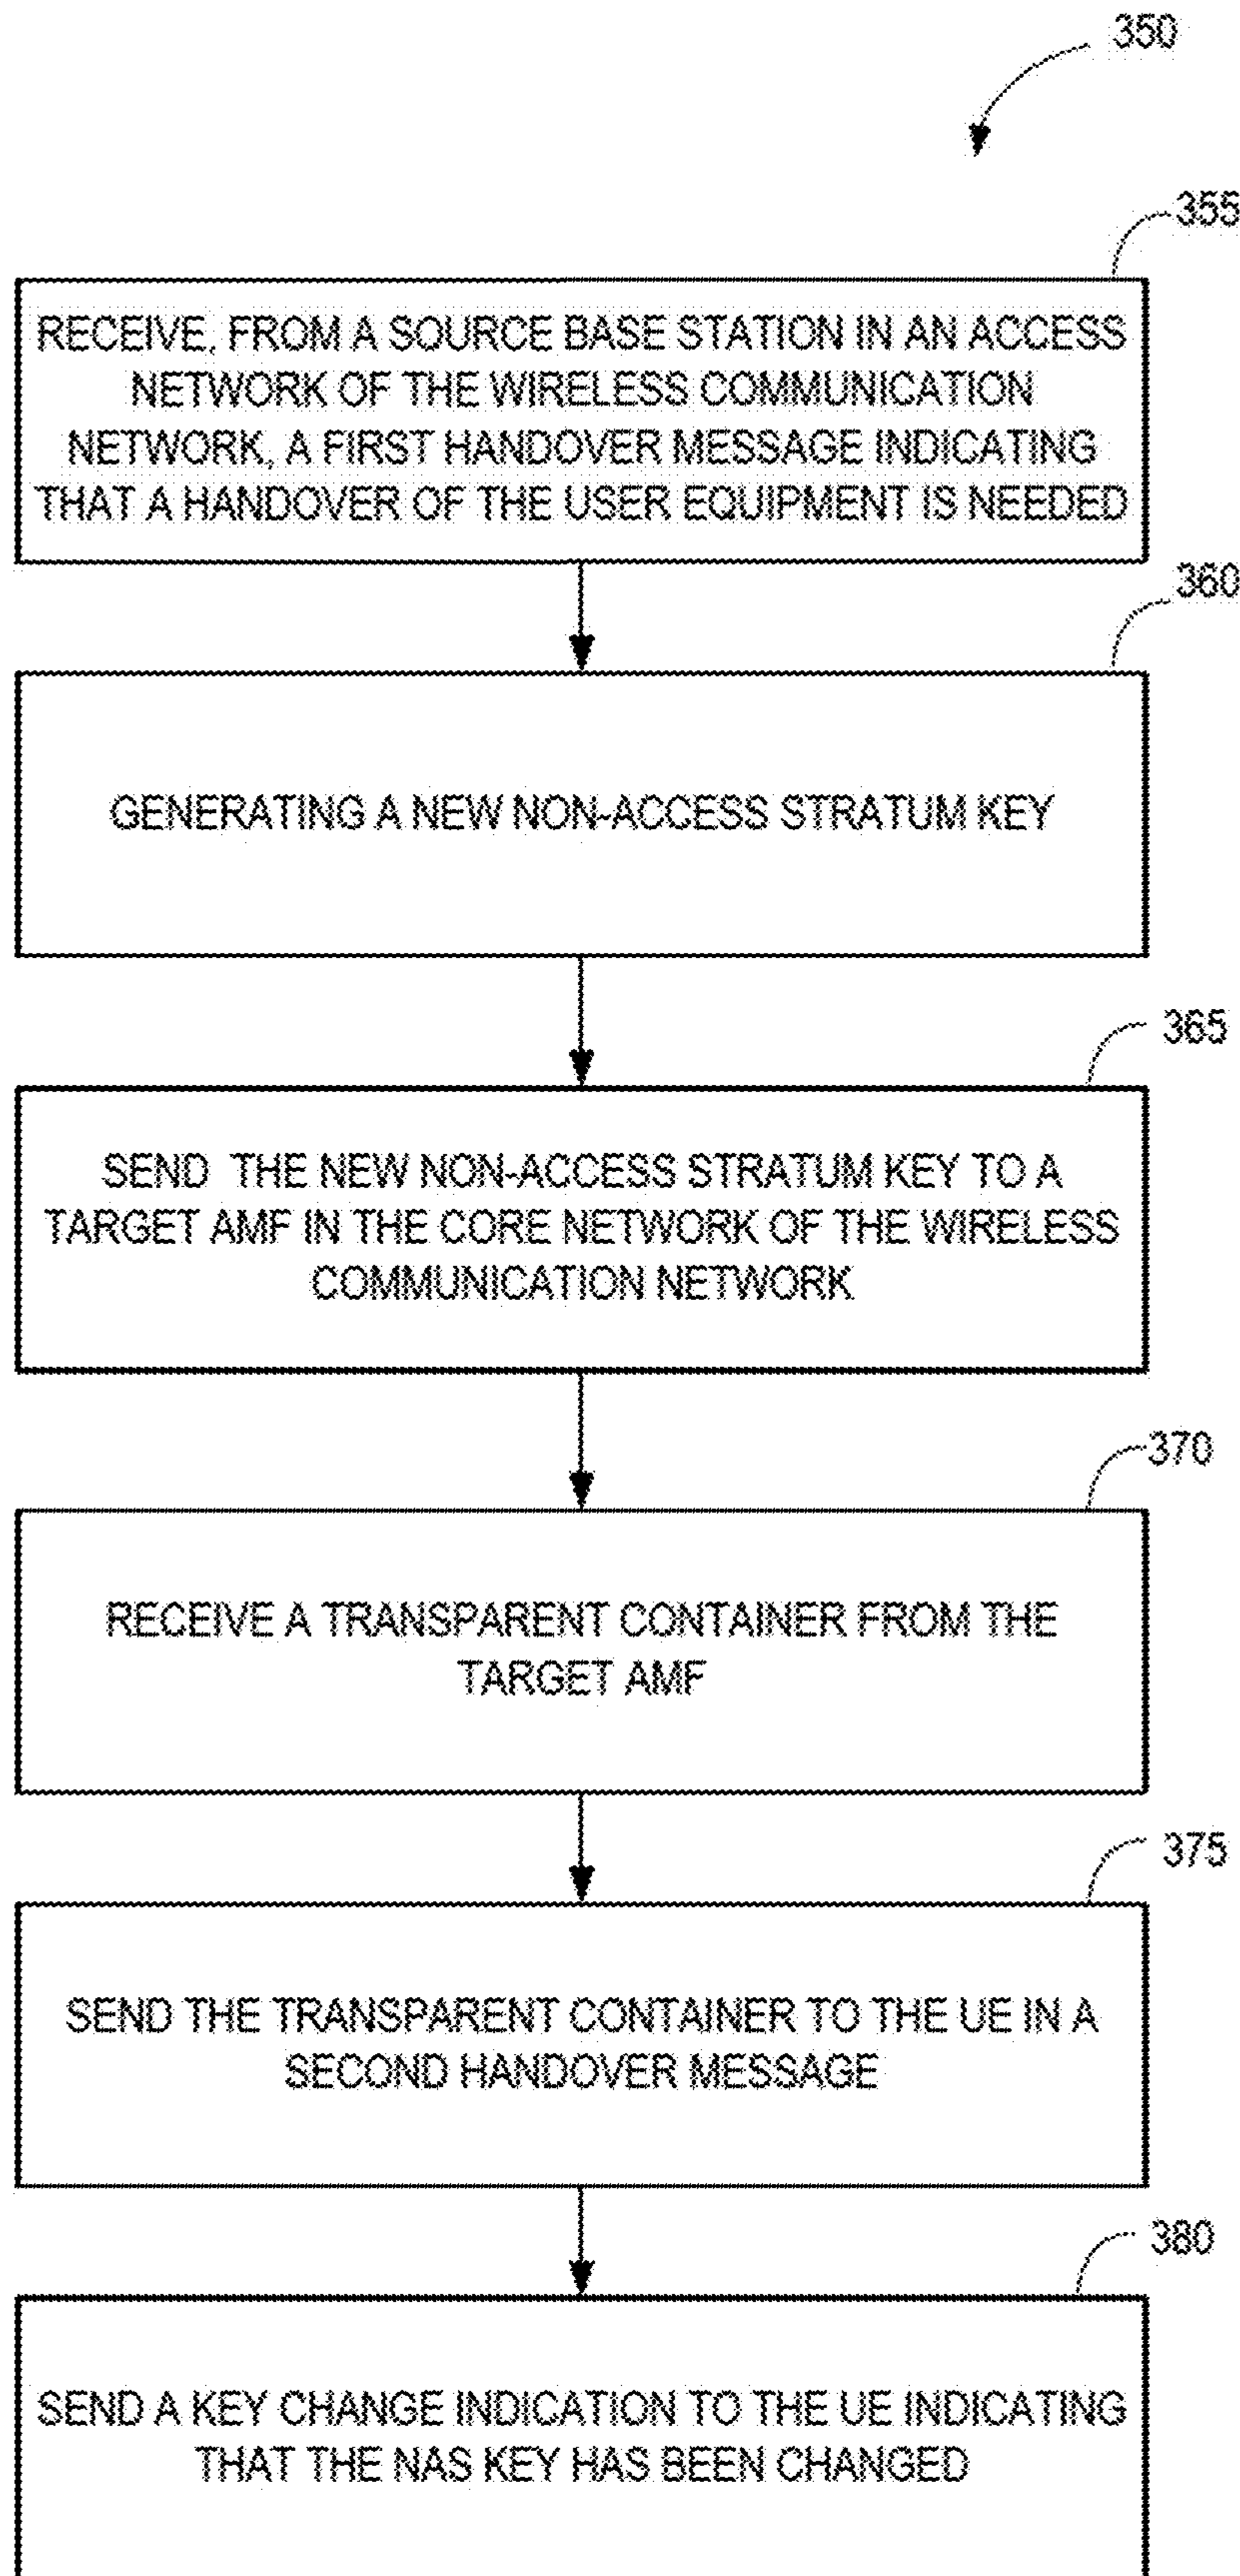 350
355
RECEIVE, FROM A SOURCE BASE STATION IN AN ACCESS
NETWORK OF THE WIRELESS COMMUNICATION
NETWORK, A FIRST HANDOVER MESSAGE INDICATING
THAT A HANDOVER OF THE USER EQUIPMENT IS NEEDED
360
GENERATING A NEW NON-ACCESS STRATUM KEY
365
SEND THE NEW NON-ACCESS STRATUM KEY TO A
TARGET AMF IN THE CORE NETWORK OF THE WIRELESS
COMMUNICATION NETWORK
370
RECEIVE A TRANSPARENT CONTAINER FROM THE
TARGET AMF
375
SEND THE TRANSPARENT CONTAINER TO THE UE IN A
SECOND HANDOVER MESSAGE
380
SEND A KEY CHANGE INDICATION TO THE UE INDICATING
THAT THE NAS KEY HAS BEEN CHANGED